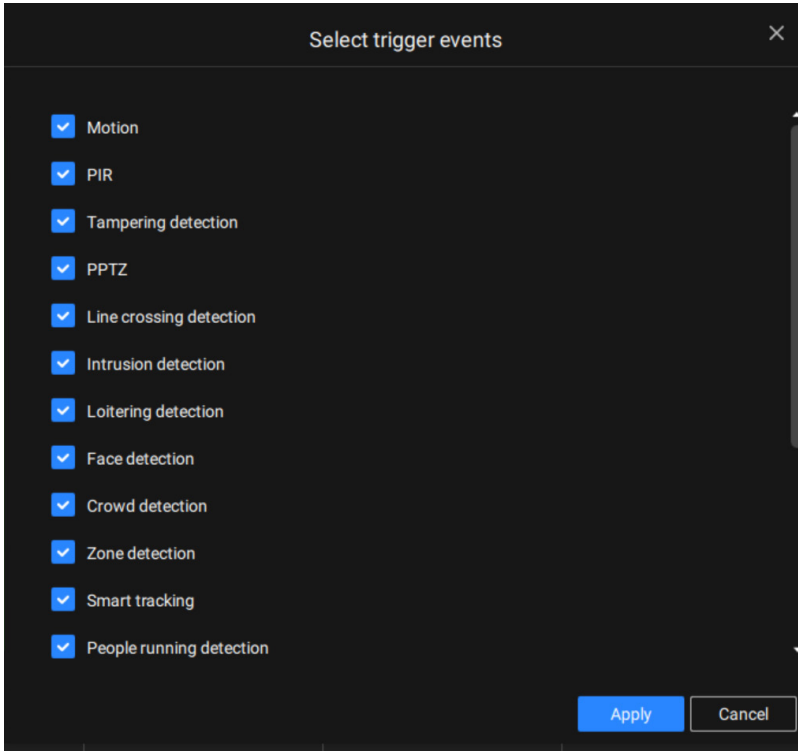 Select trigger events
Motion
PIR
Tampering detection
PPTZ
Line crossing detection
Intrusion detection
Loitering detection
Face detection
Crowd detection
Zone detection
Smart tracking
People running detection
Apply
Cancel